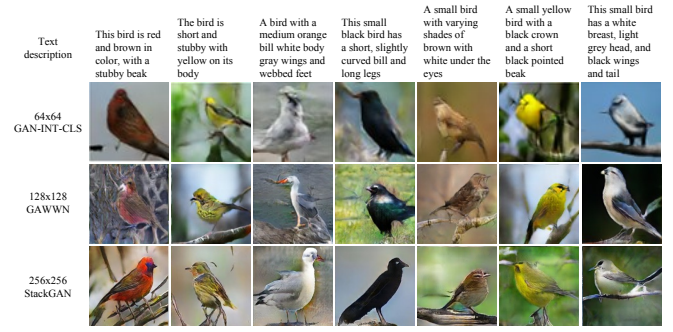 Text
description
This bird is red
and brown in
color, with a
stubby beak
The bird is
short and
stubby with
yellow on its
body
A bird with a
medium orange
bill white body
gray wings and
webbed feet
This small
black bird has
a short, slightly
curved bill and
long legs
A small bird
with varying
shades of
brown with
white under the
eyes
A small yellow
bird with a
black crown
and a short
black pointed
beak
This small bird
has a white
breast, light
grey head, and
black wings
and tail
64x64
GAN-INT-CLS
128x128
GAWWN
256x256
StackGAN